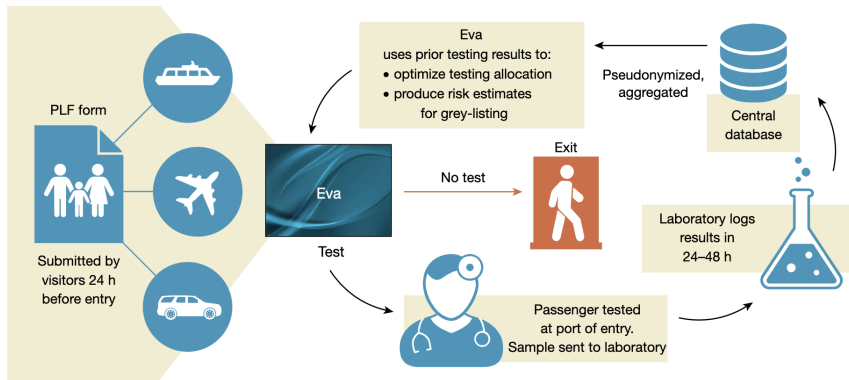 PLF form
Submitted by
visitors 24 h
before entry
Eva
uses prior testing results to:
• optimize testing allocation
• produce risk estimates
for grey-listing
Eva
Test
No test
Exit
Passenger tested
at port of entry.
Sample sent to laboratory
Laboratory logs
results in
24–48 h
Central
database
Pseudonymized,
aggregated